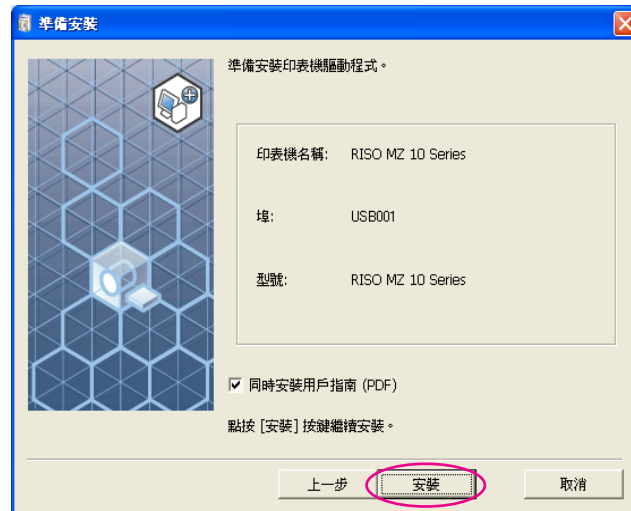 準備安裝
準備安裝印表機驅動程式。
印表機名稱: RISO MZ 10 Series
埠: USB001
型號: RISO MZ 10 Series
同時安裝用戶指南 (PDF)
點按 [安裝] 按鍵繼續安裝。
上一步 安裝 取消